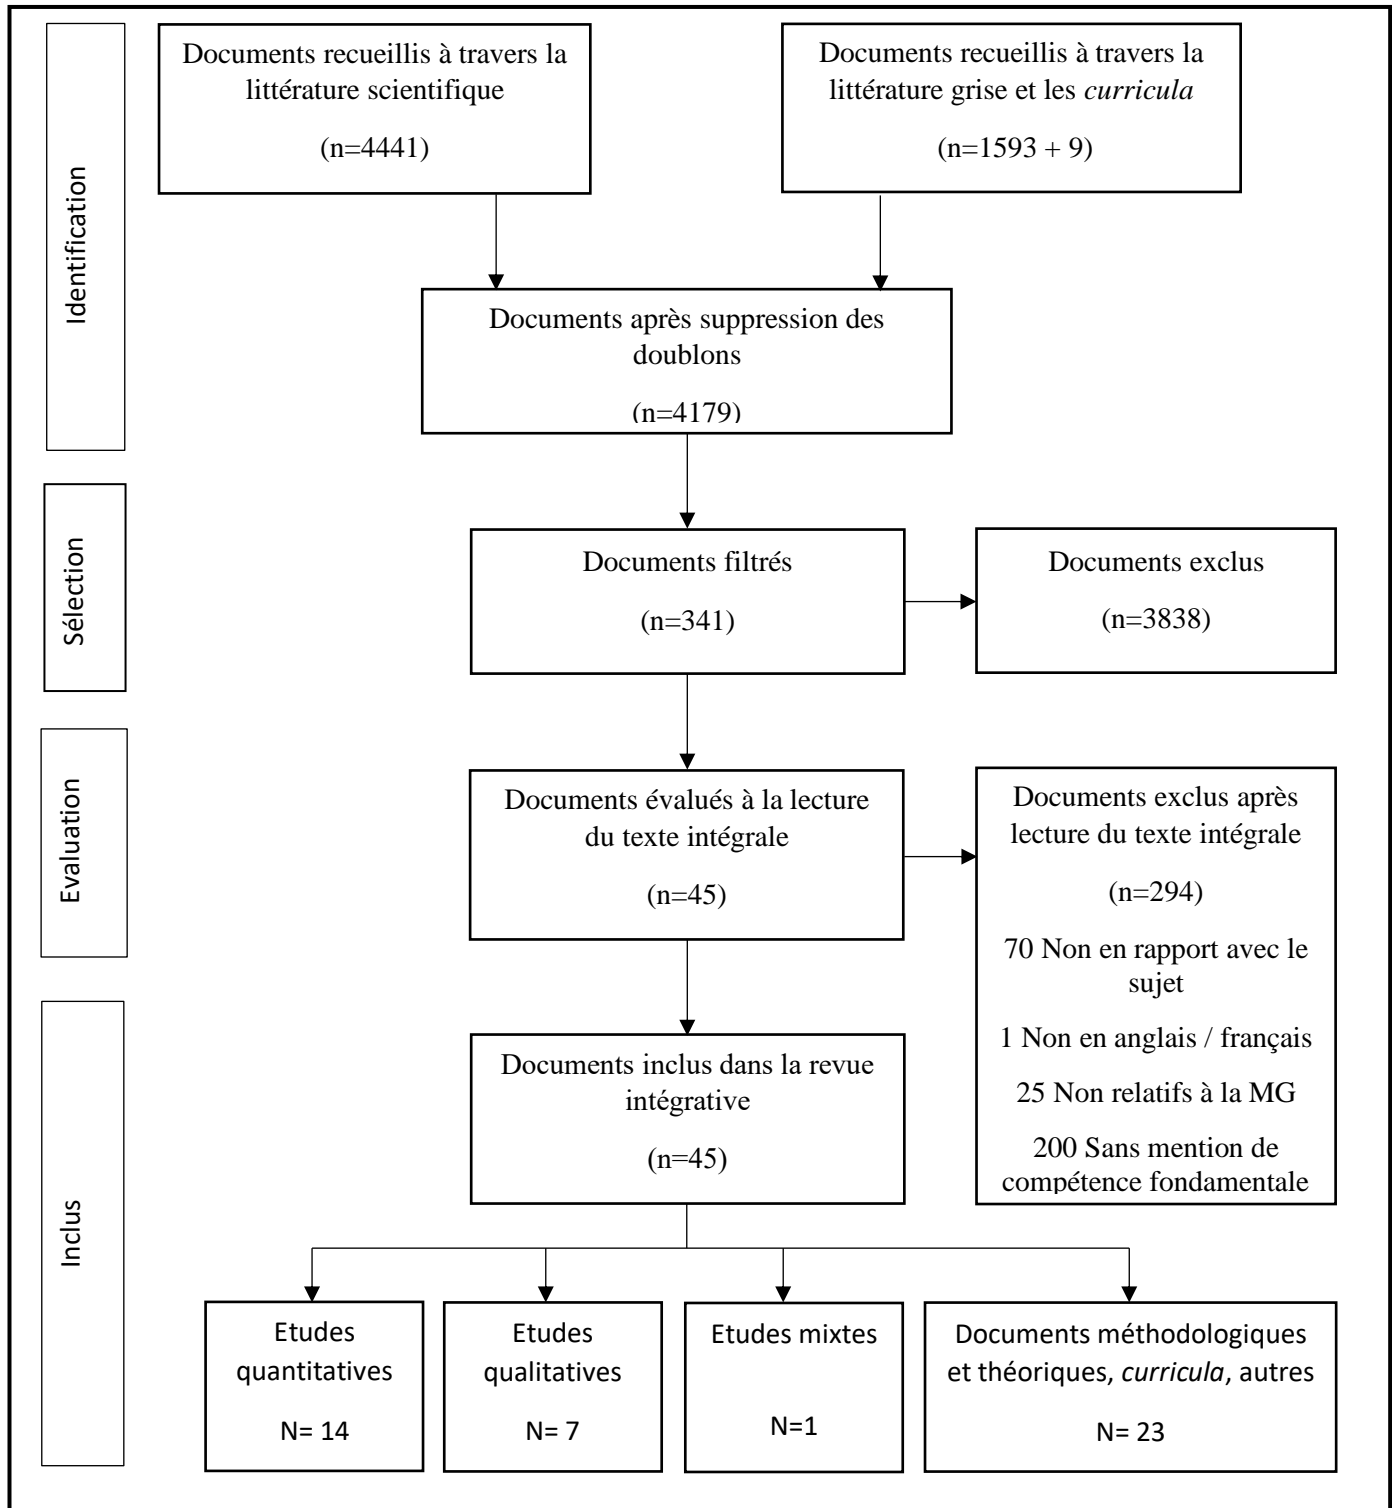 Identification
Documents recueillis à travers la
littérature scientifique
(n=4441)
Documents recueillis à travers la
littérature grise et les curricula
(n=1593 + 9)
Documents après suppression des
doublons
(n=4179)
Sélection
Documents filtrés
(n=341)
Documents exclus
(n=3838)
Evaluation
Documents évalués à la lecture
du texte intégrale
(n=45)
Documents exclus après
lecture du texte intégrale
(n=294)
70 Non en rapport avec le
sujet
1 Non en anglais / français
25 Non relatifs à la MG
200 Sans mention de
compétence fondamentale
Inclus
Documents inclus dans la revue
intégrative
(n=45)
Etudes
quantitatives
N= 14
Etudes
qualitatives
N= 7
Etudes mixtes
N=1
Documents méthodologiques
et théoriques, curricula, autres
N= 23